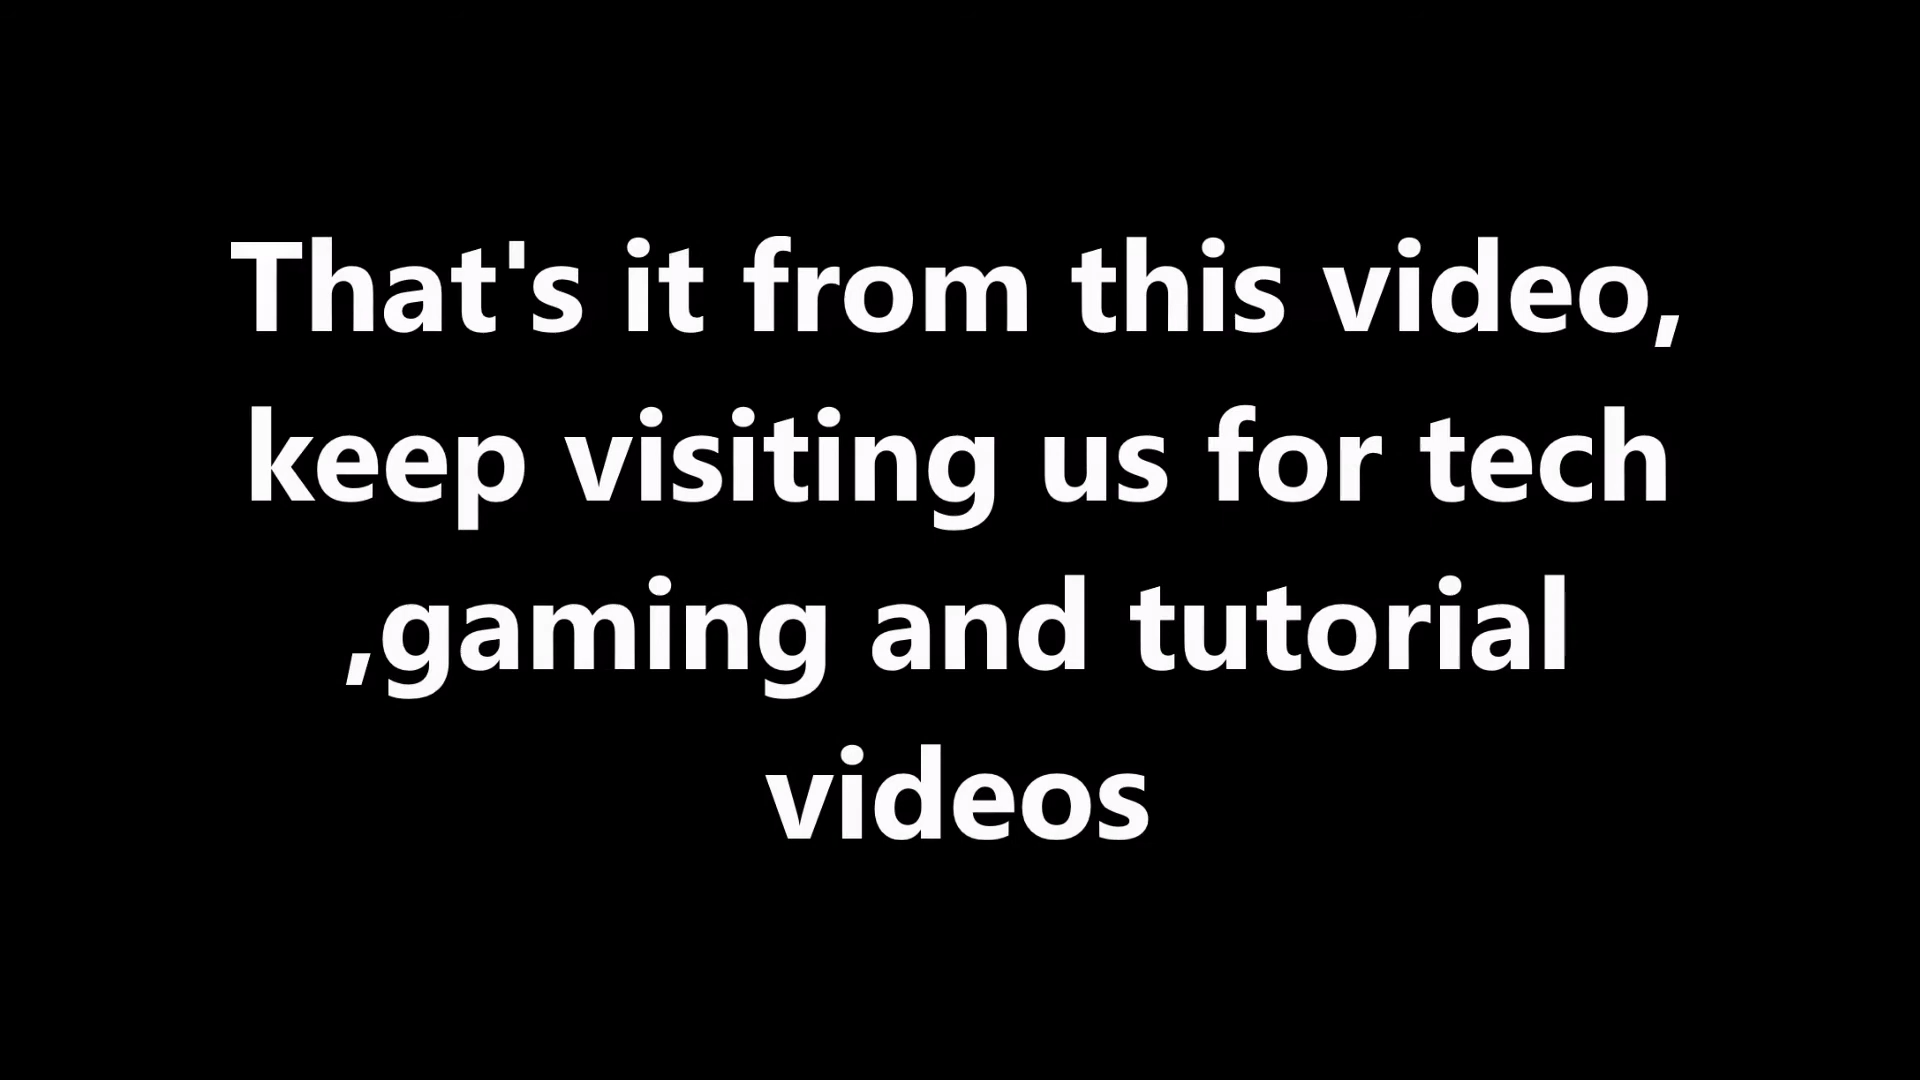 That's it from this video,
keep visiting us for tech
,gaming and tutorial
videos